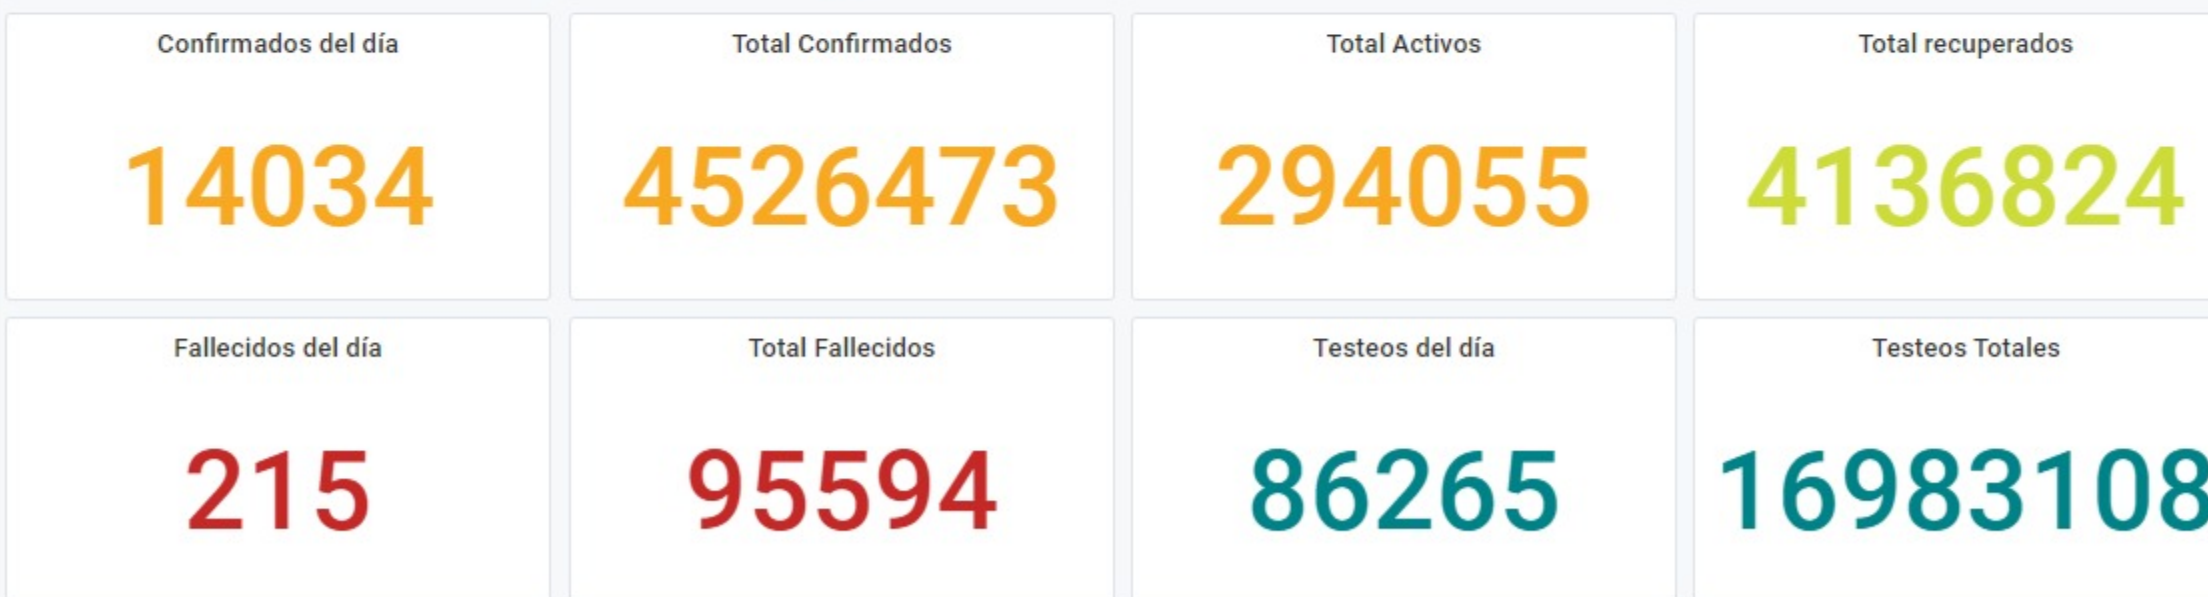 Confirmados del día
14034
Total Confirmados
4526473
Total Activos
294055
Total recuperados
4136824
Fallecidos del día
215
Total Fallecidos
95594
Testeos del día
86265
Testeos Totales
16983108